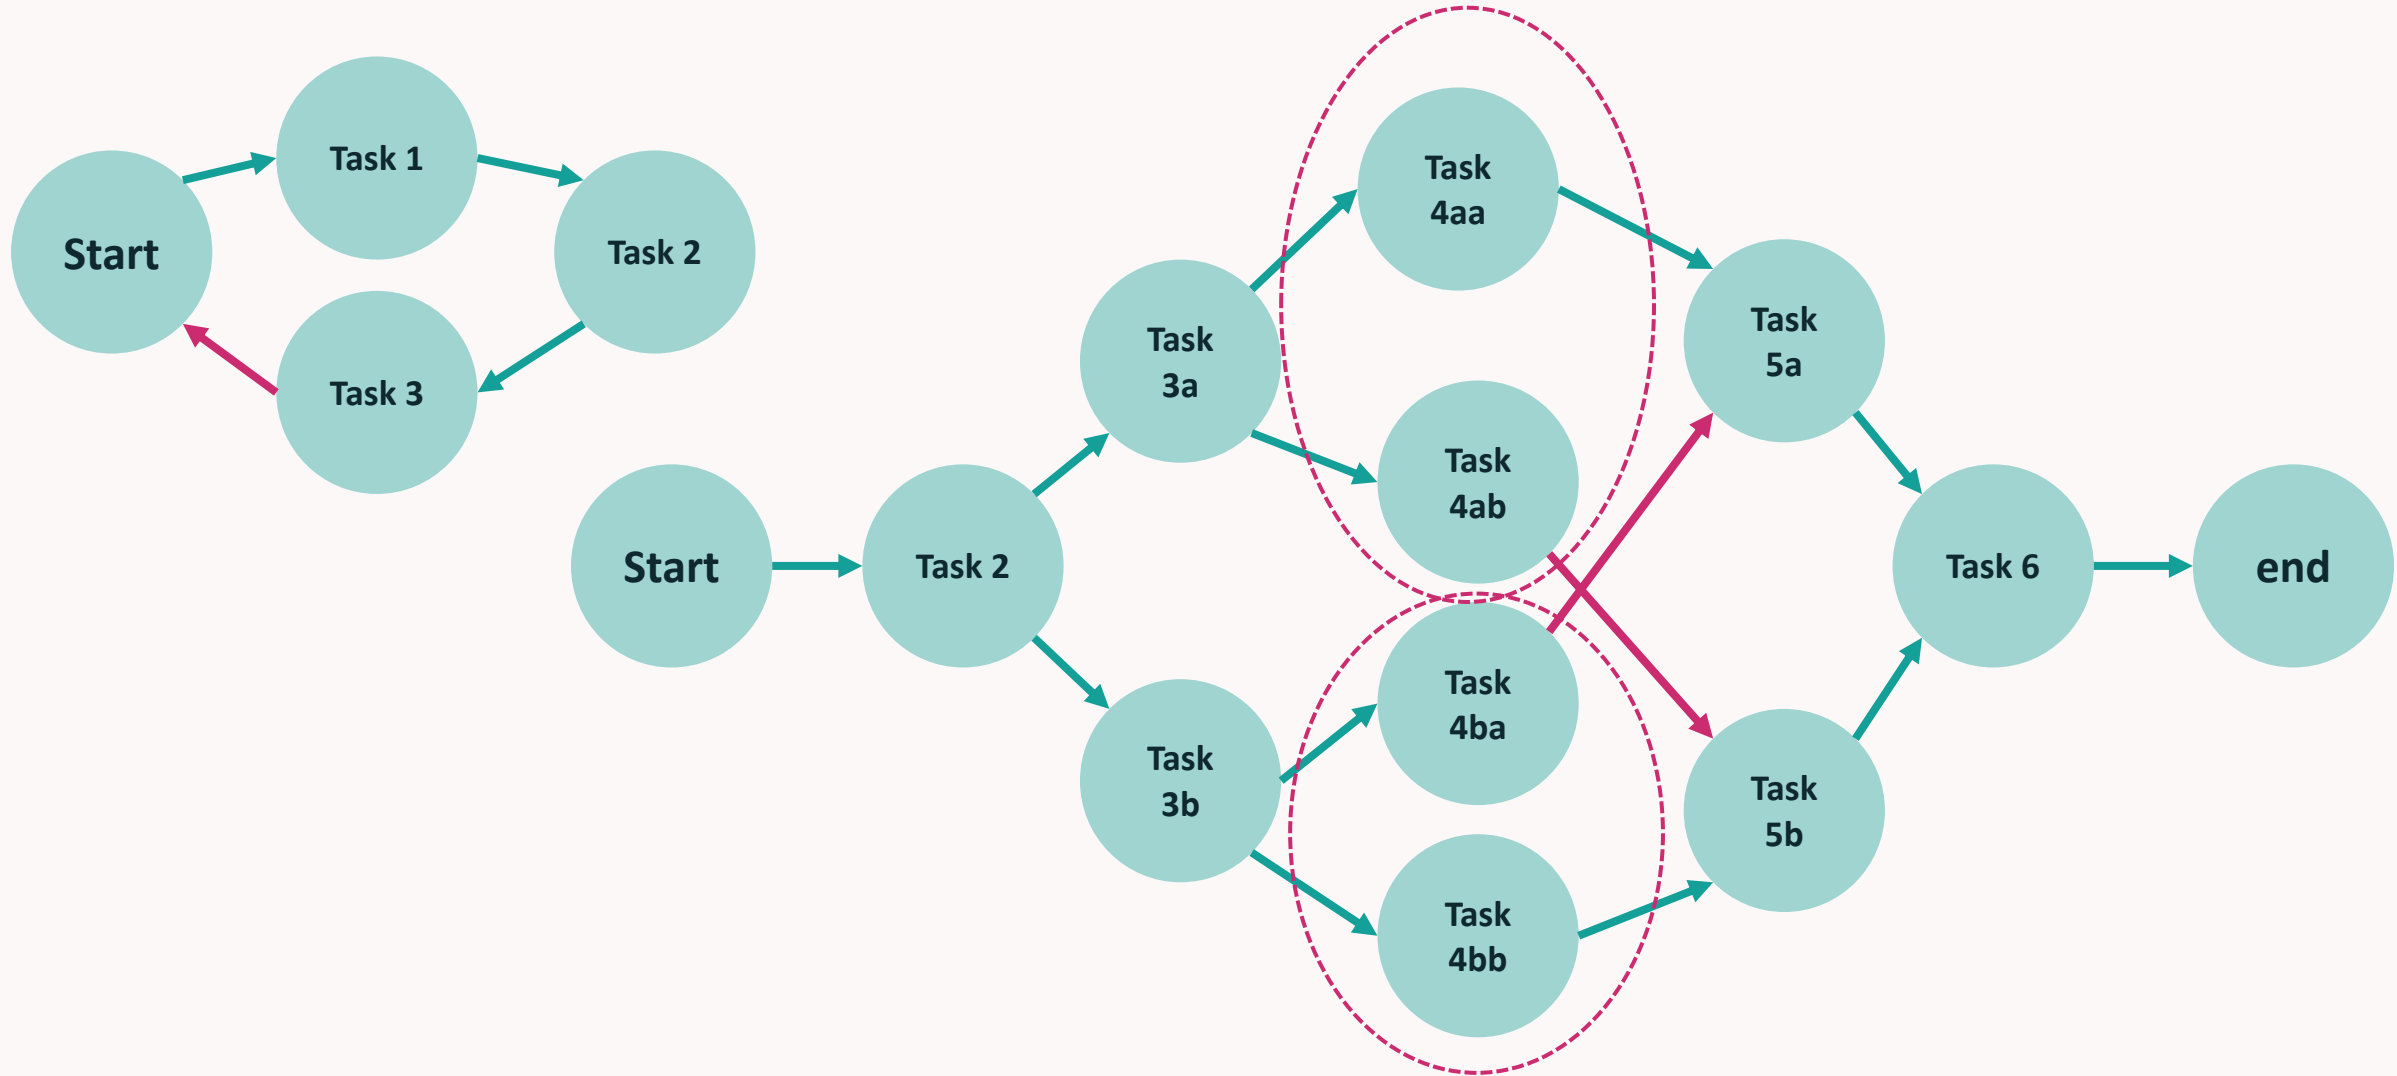 Start
Task 1
Task 2
Task 3
Start
Task 2
Task
3a
Task
3b
Task
4aa
Task
4ab
Task
4ba
Task
4bb
Task
5a
Task
5b
Task 6
end